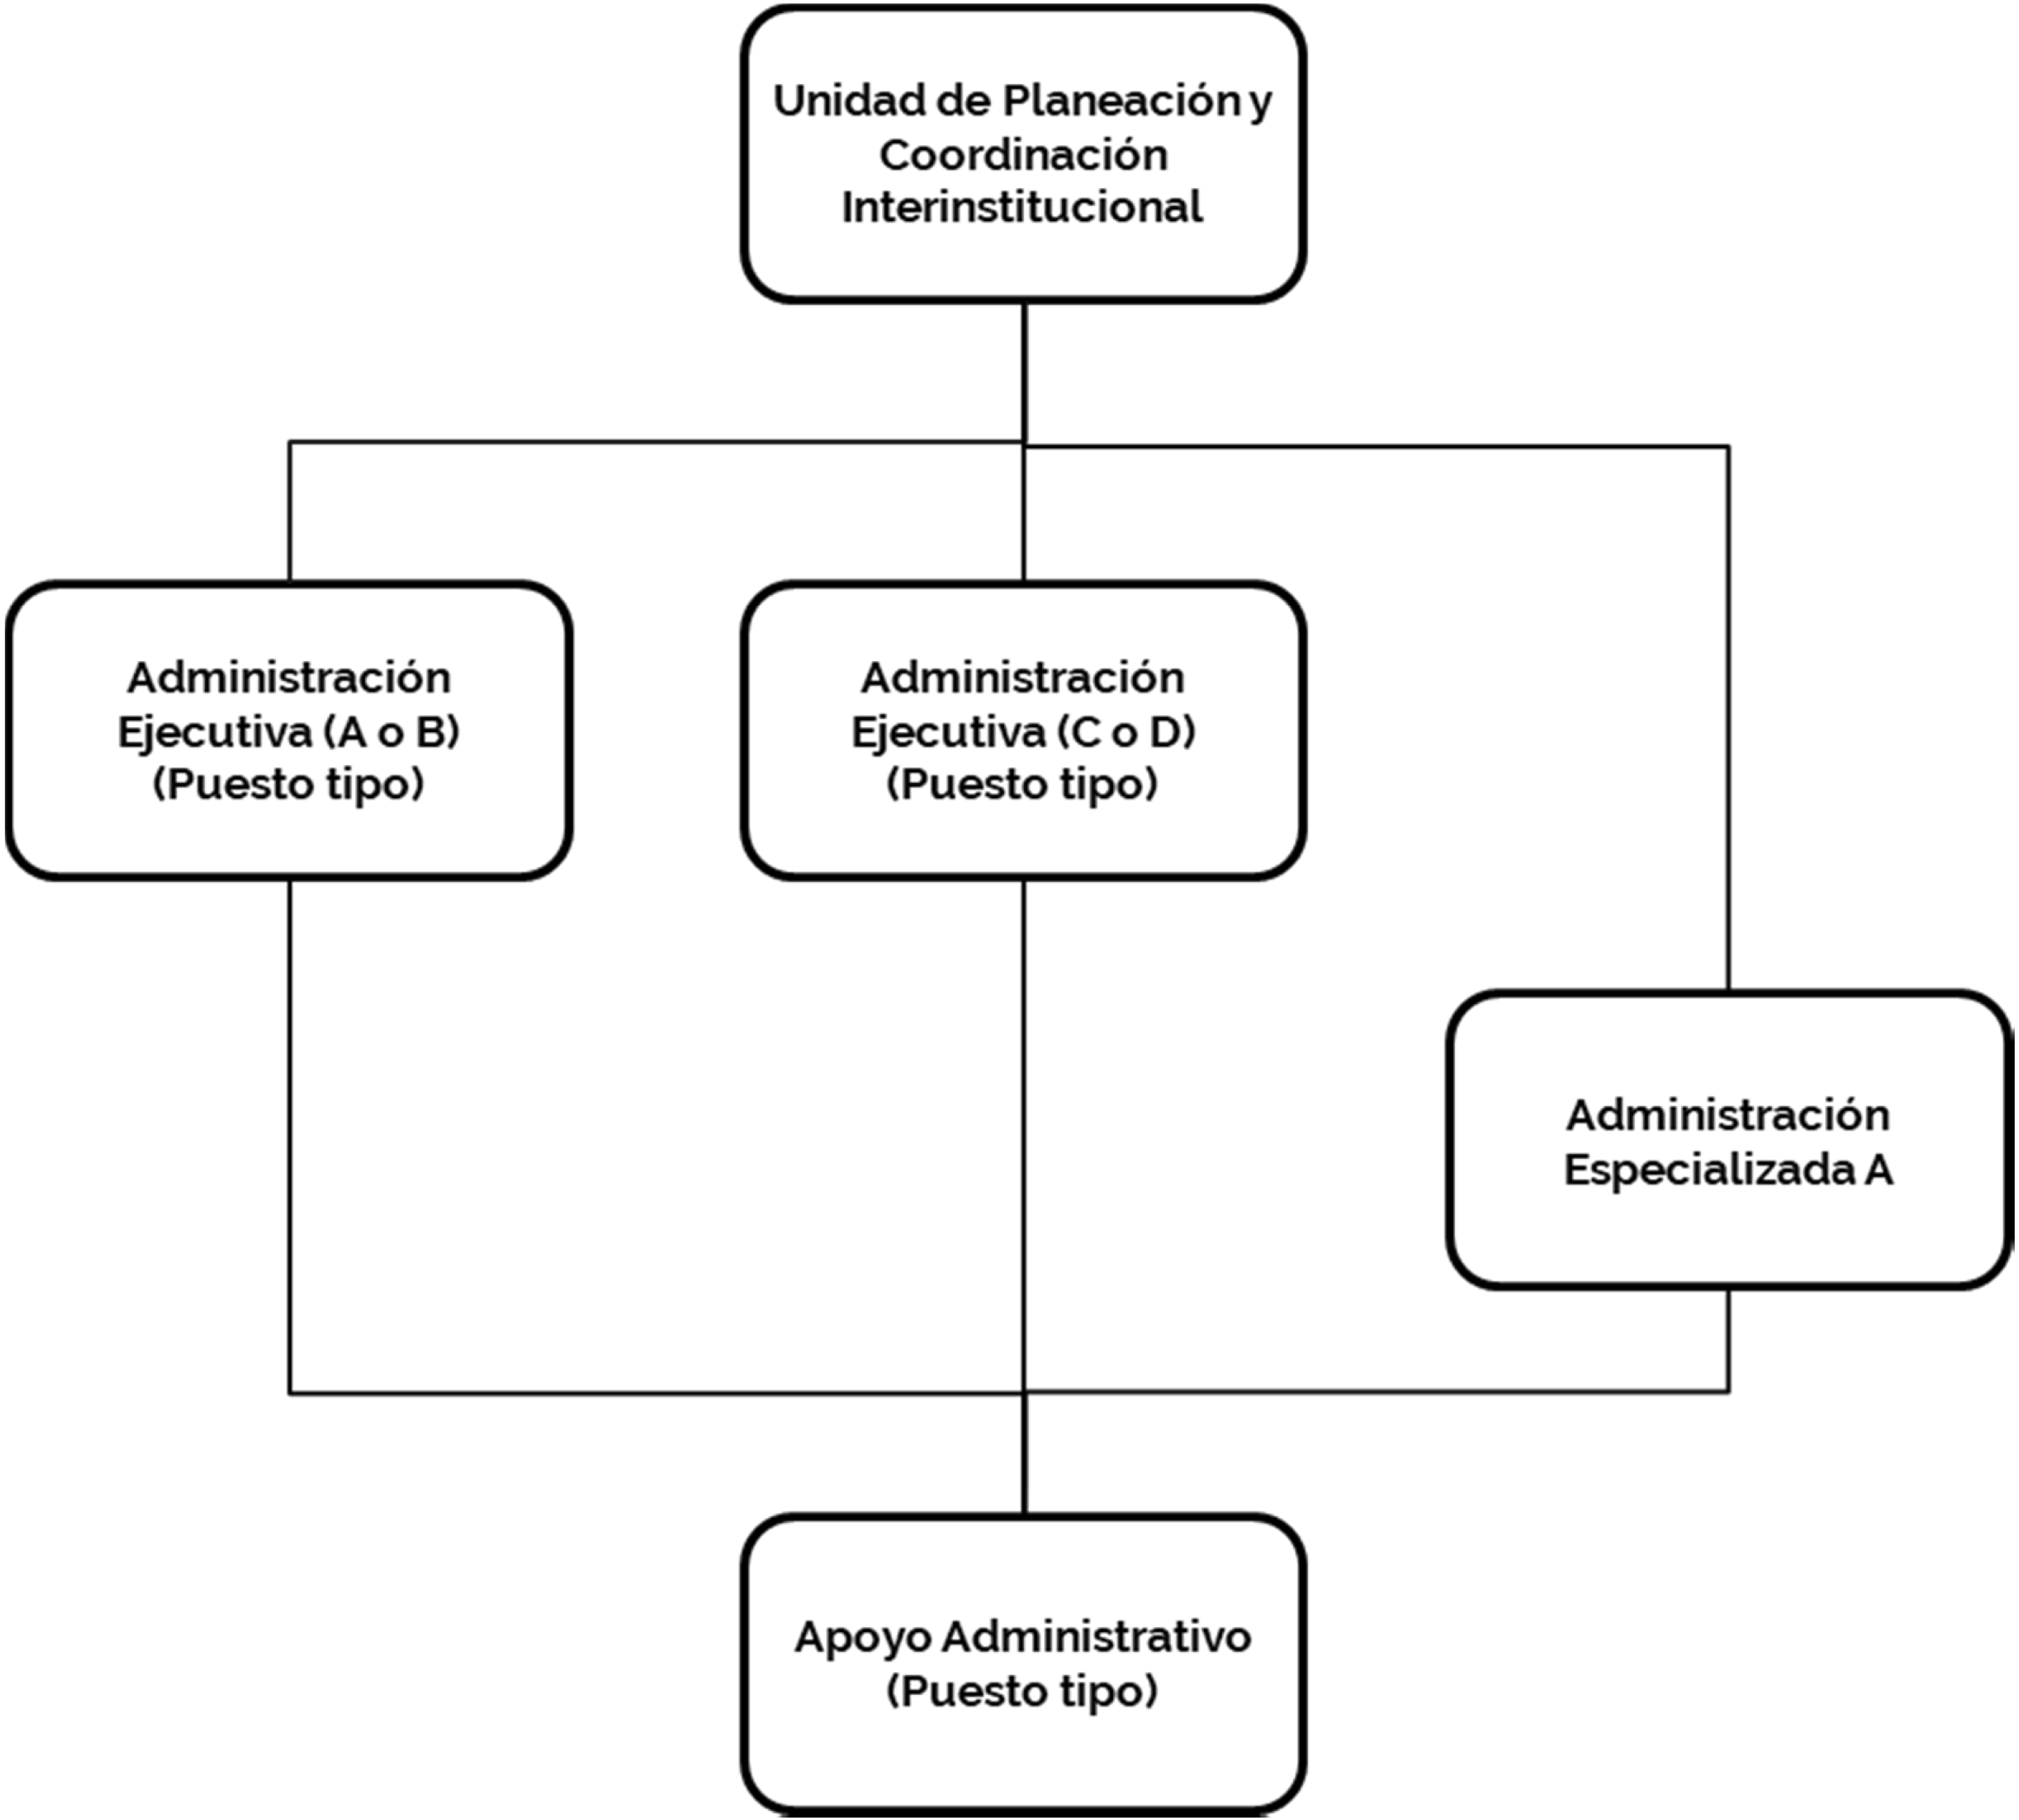 Unidad de Planeación y
Coordinación
Interinstitucional
Administración
Ejecutiva (A o B)
(Puesto tipo)
Administración
Ejecutiva (C o D)
(Puesto tipo)
Administración
Especializada A
Apoyo Administrativo
(Puesto tipo)